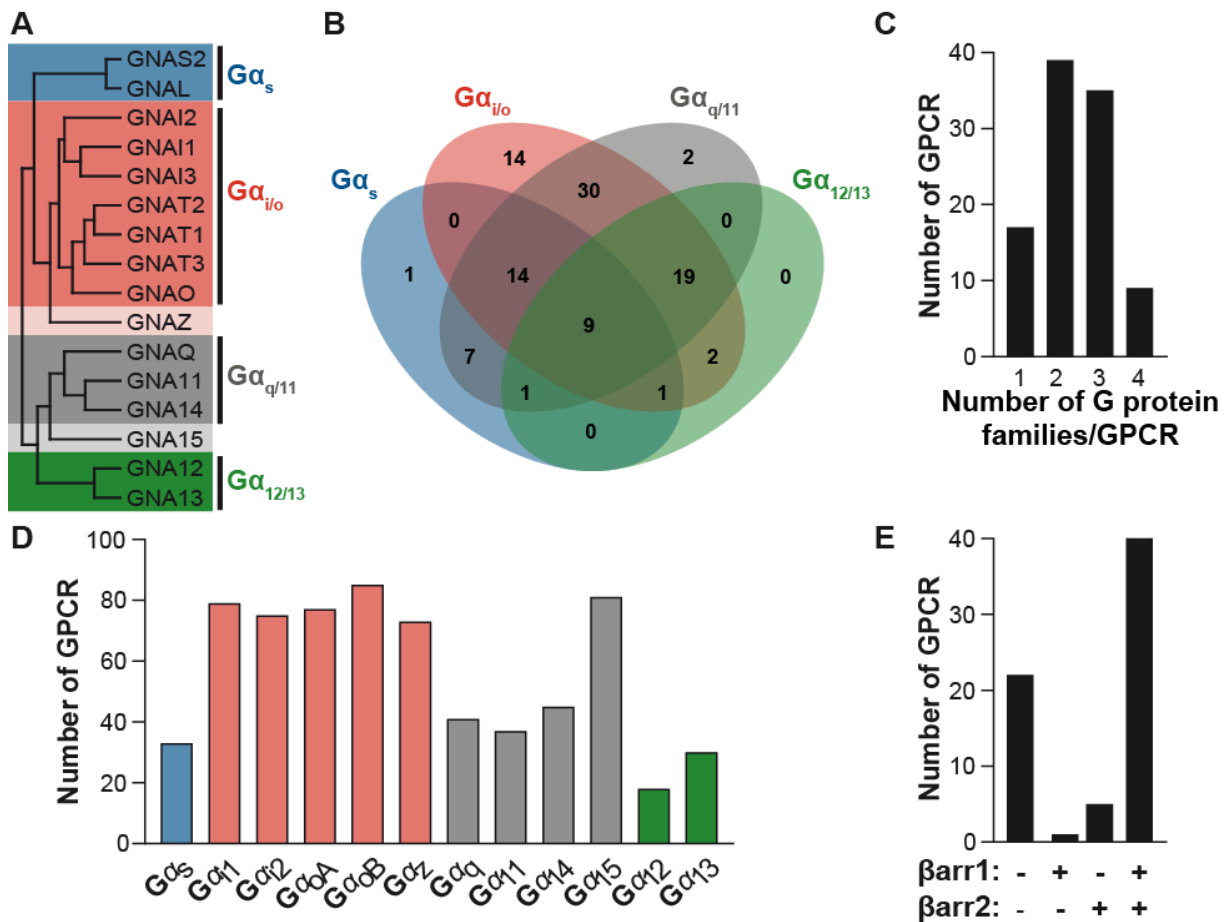 A
GNAS2
GNAL
Gαs
GNAI2
GNAI1
GNAI3
GNAT2
GNAT1
GNAT3
GNAO
Gαi/o
GNAZ
GNAQ
GNA11
GNA14
Gαq/11
GNA15
GNA12
GNA13
Gα12/13
B
Gαi/o
Gαq/11
Gαs
Gα12/13
14
2
30
0
0
1
14
19
0
9
7
2
1
1
0
C
Number of GPCR
40
30
20
10
0
1 2 3 4
Number of G protein
families/GPCR
D
Number of GPCR
100
80
60
40
20
0
Gαs Gαi1 Gαi2 GαoA GαoB Gαz Gαq Gα11 Gα14 Gα15 Gα12 Gα13
E
Number of GPCR
40
30
20
10
0
βarr1: - + - +
βarr2: - - + +